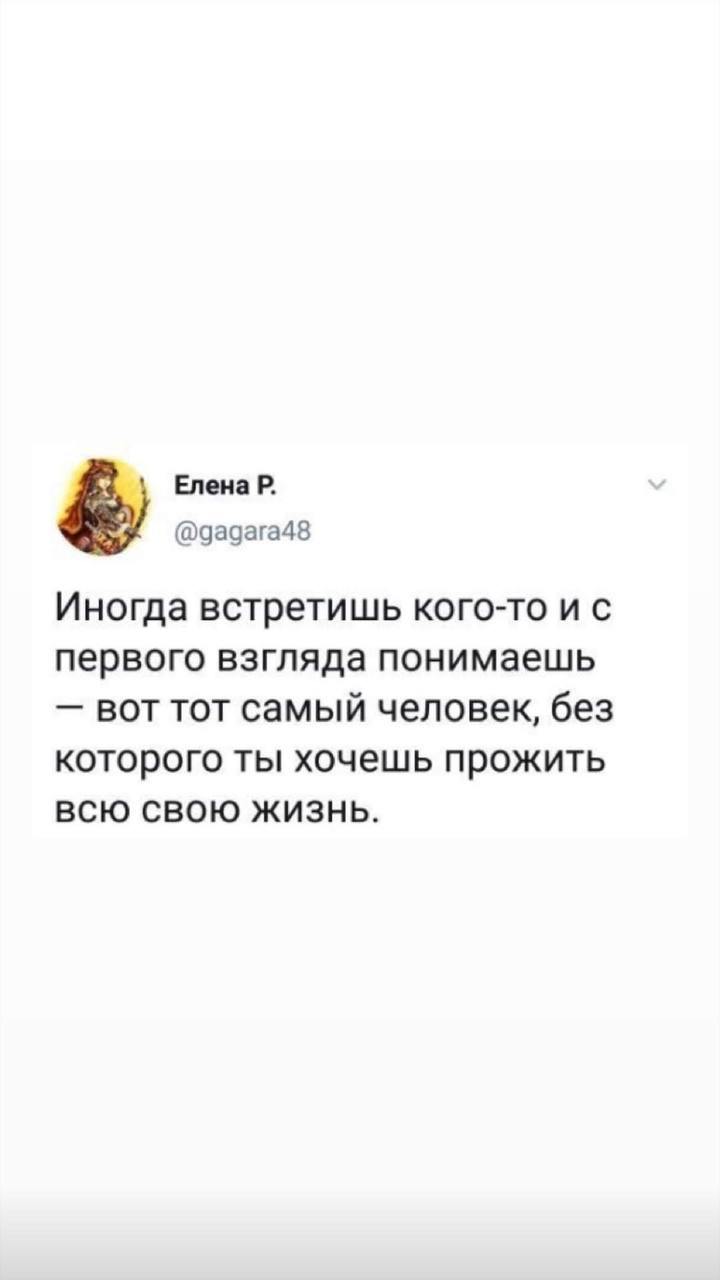 Елена Р.
@gagara48
Иногда встретишь кого-то и с
первого взгляда понимаешь
— вот тот самый человек, без
которого ты хочешь прожить
всю свою жизнь.